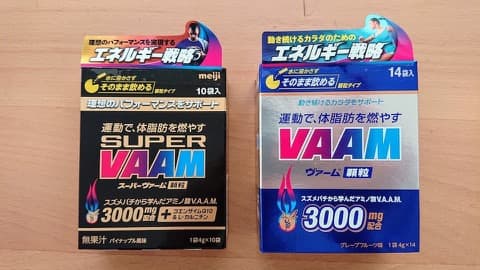 理想のパフォーマンスを実現する
エネルギー戦略
水に溶かさず
そのまま飲める
顆粒タイプ
meiji
10袋入
理想のパフォーマンスをサポート
運動で、体脂肪を燃やす
SUPER
VAAM
スーパーヴァーム 顆粒
スズメバチから学んだアミノ酸V.A.A.M.
3000mg
配合
+
コエンザイムQ10
&L-カルニチン
無果汁
パイナップル風味
1袋4g×10袋
動き続けるカラダのための
エネルギー戦略
水に溶かさず
そのまま飲める
顆粒タイプ
14袋入
動き続けるカラダをサポート
運動で、体脂肪を燃やす
VAAM
ヴァーム 顆粒
スズメバチから学んだアミノ酸V.A.A.M.
3000mg
配合
グレープフルーツ味
1袋4g×14